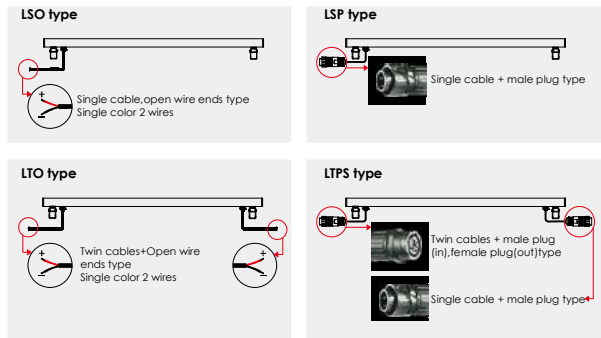 LSO type
+
–
Single cable,open wire ends type
Single color 2 wires
LSP type
Single cable + male plug type
LTO type
+
–
Twin cables+Open wire
ends type
Single color 2 wires
+
–
LTPS type
Twin cables + male plug
(in),female plug(out)type
Single cable + male plug type